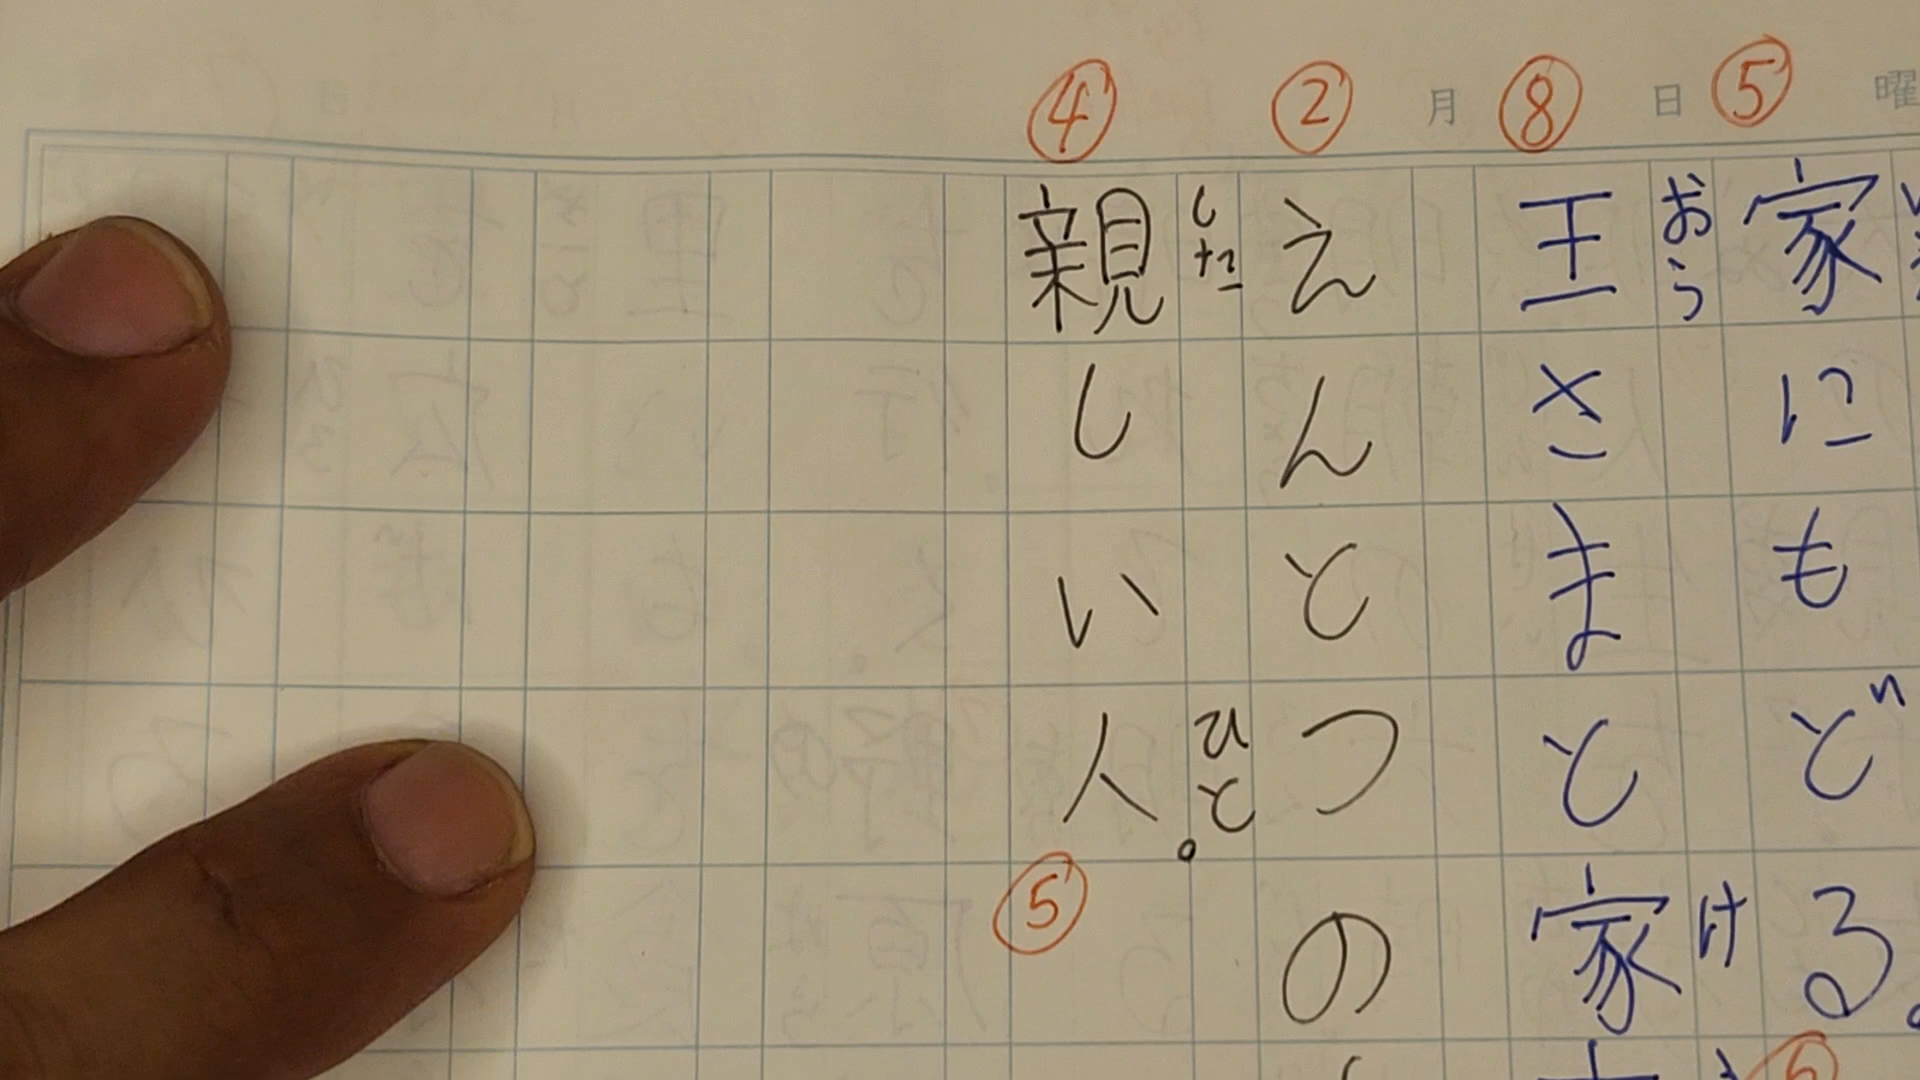 ⑤
家にもどる。
日
⑧
おう
王さまと家
け
月
②
えんとつの
④
した
親しい人。
ひと
⑤